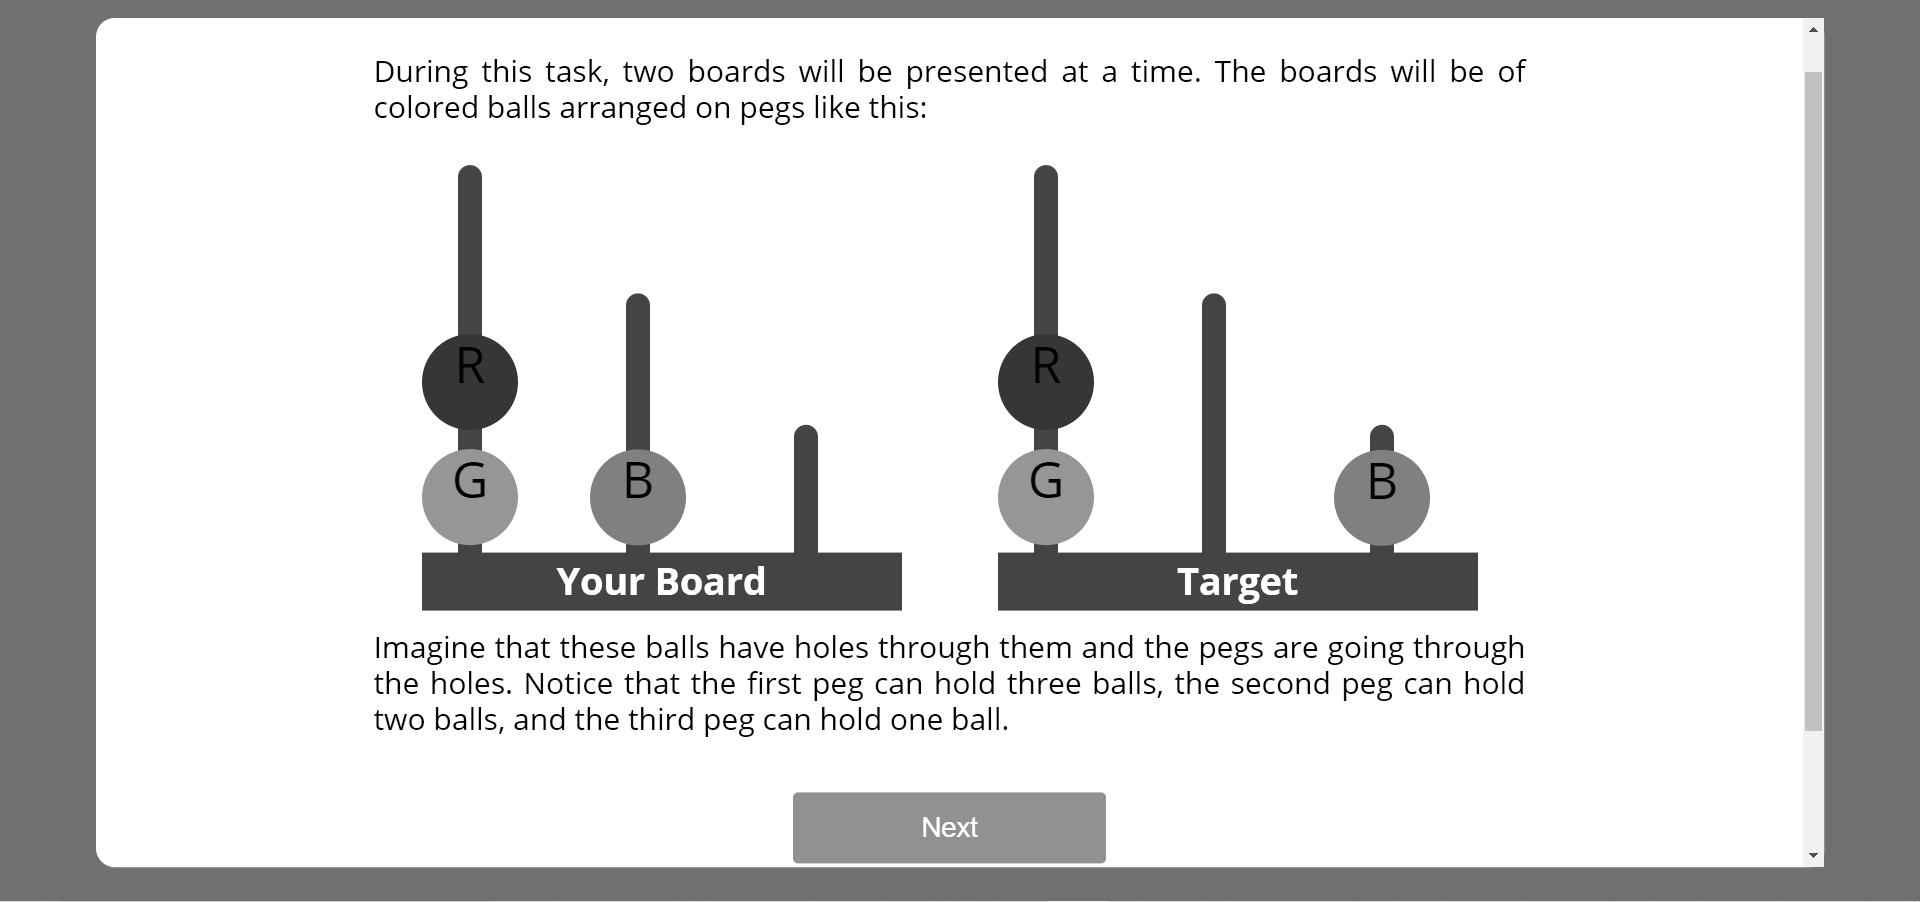 During this task, two boards will be presented at a time. The boards will be of
colored balls arranged on pegs like this:
R
R
G
B
G
B
Your Board
Target
Imagine that these balls have holes through them and the pegs are going through
the holes. Notice that the first peg can hold three balls, the second peg can hold
two balls, and the third peg can hold one ball.
Next